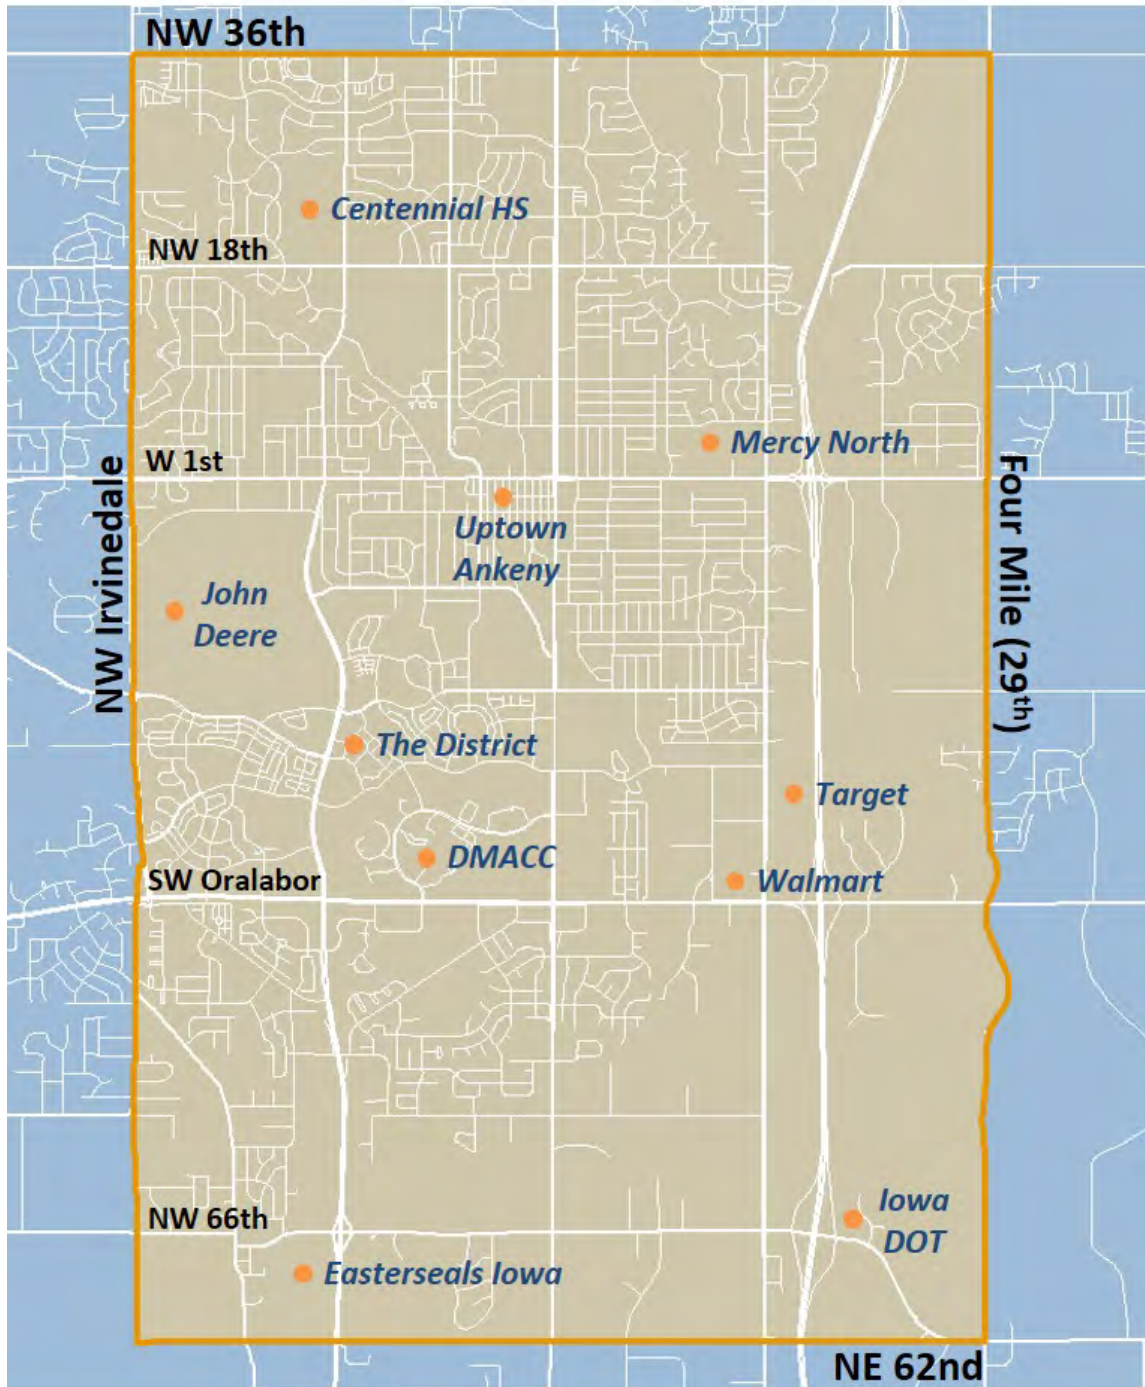 NW 36th
Centennial HS
NW 18th
Mercy North
W 1st
NW Irvinedale
Four Mile (29th)
Uptown
Ankeny
John
Deere
The District
Target
DMACC
Walmart
SW Oralabor
Iowa
DOT
NW 66th
Easterseals Iowa
NE 62nd